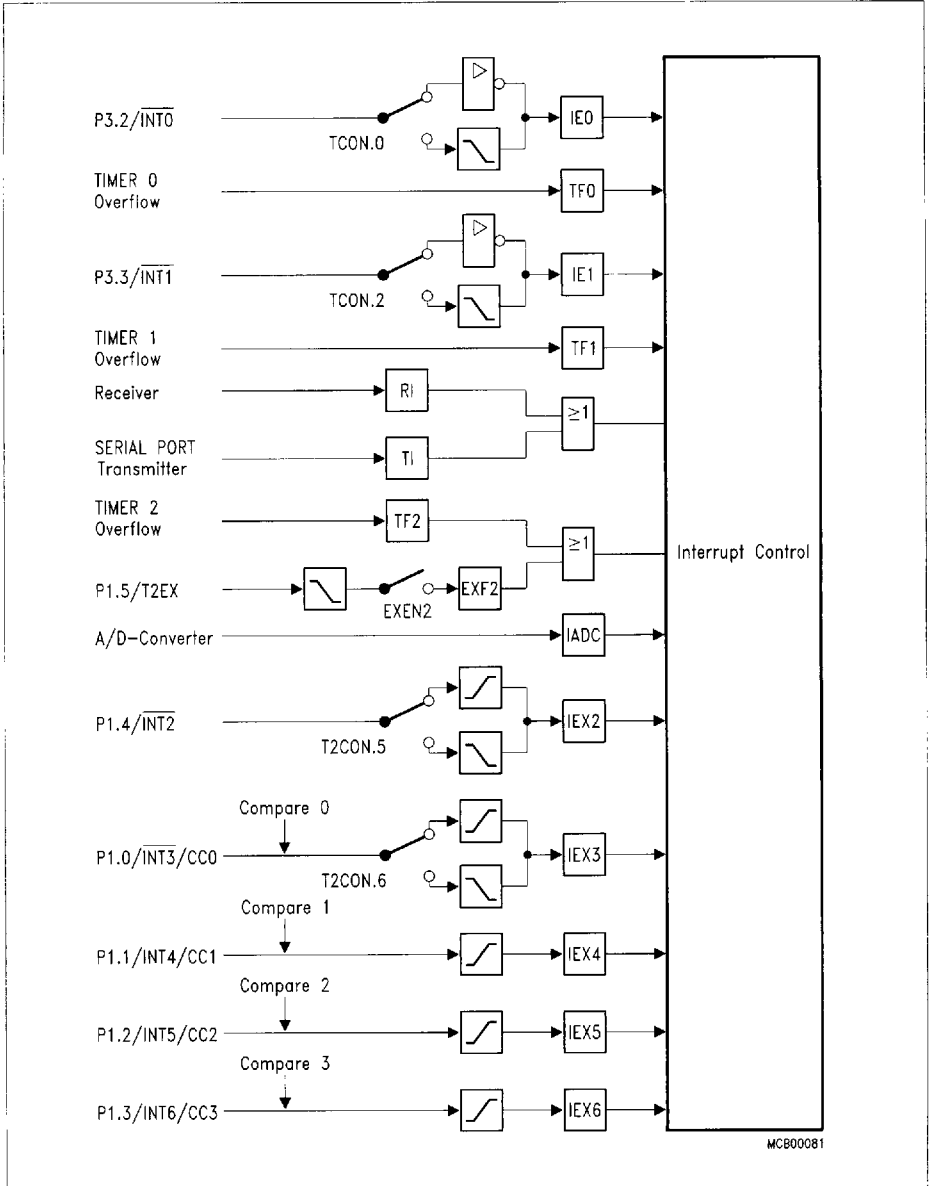 P3.2/INT0
TCON.0
IE0
TIMER 0
Overflow
TF0
P3.3/INT1
TCON.2
IE1
TIMER 1
Overflow
TF1
Receiver
RI
≥1
SERIAL PORT
Transmitter
TI
TIMER 2
Overflow
TF2
≥1
Interrupt Control
P1.5/T2EX
EXEN2
EXF2
A/D-Converter
IADC
P1.4/INT2
T2CON.5
IEX2
Compare 0
P1.0/INT3/CC0
T2CON.6
IEX3
Compare 1
P1.1/INT4/CC1
IEX4
Compare 2
P1.2/INT5/CC2
IEX5
Compare 3
P1.3/INT6/CC3
IEX6
MCB00081